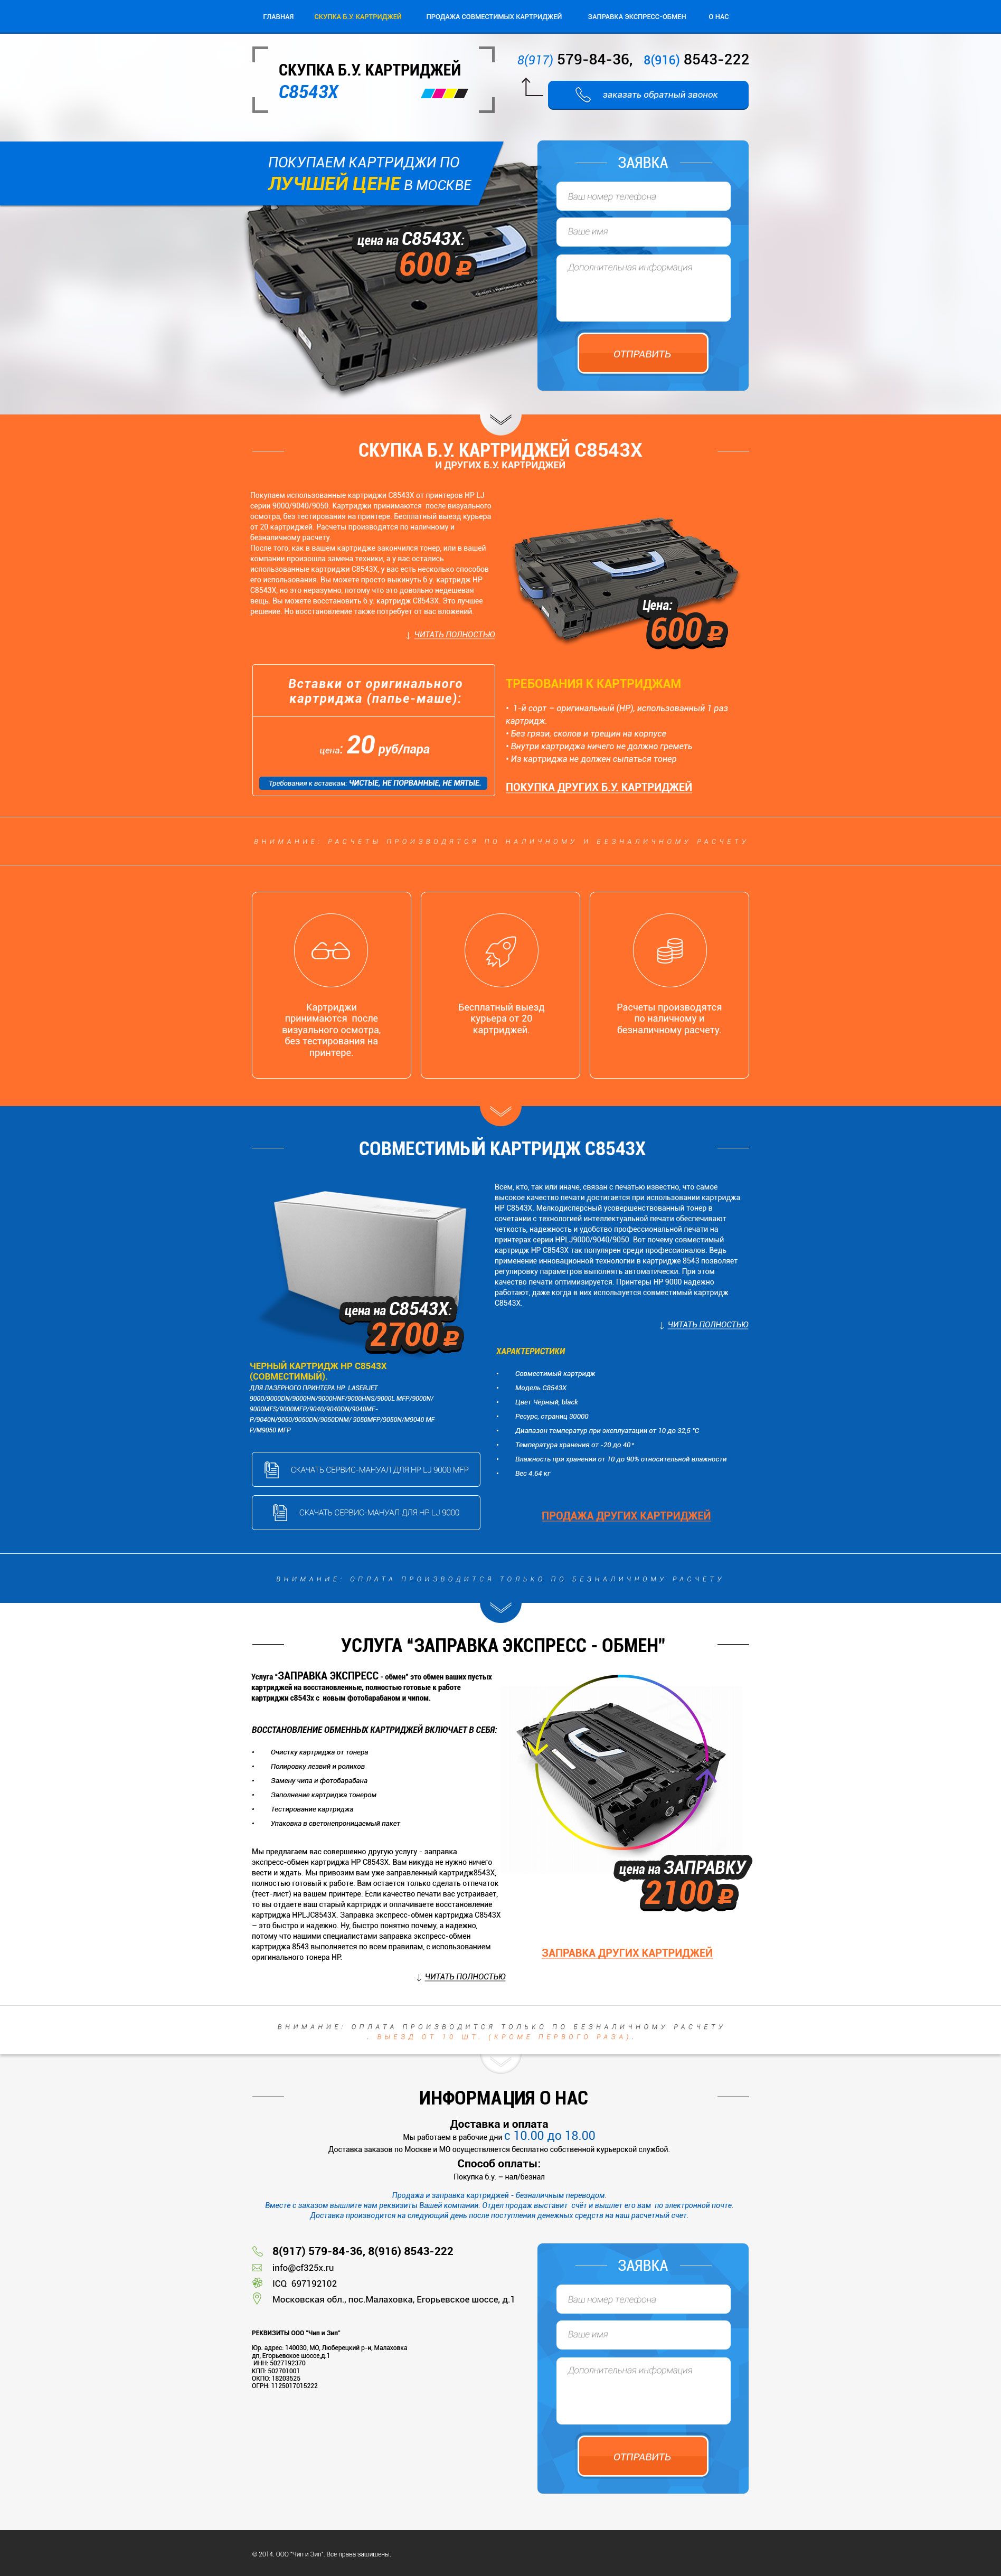 ГЛАВНАЯ СКУПКА Б.У. КАРТРИДЖЕЙ ПРОДАЖА СОВМЕСТИМЫХ КАРТРИДЖЕЙ ЗАПРАВКА ЭКСПРЕСС-ОБМЕН О НАС
СКУПКА Б.У. КАРТРИДЖЕЙ
C8543X
8(917) 579-84-36, 8(916) 8543-222
заказать обратный звонок
ПОКУПАЕМ КАРТРИДЖИ ПО
ЛУЧШЕЙ ЦЕНЕ В МОСКВЕ
цена на C8543X:
600 ₽
ЗАЯВКА
Ваш номер телефона
Ваше имя
Дополнительная информация
ОТПРАВИТЬ
СКУПКА Б.У. КАРТРИДЖЕЙ C8543X
И ДРУГИХ Б.У. КАРТРИДЖЕЙ
Покупаем использованные картриджи C8543X от принтеров HP LJ
серии 9000/9040/9050. Картриджи принимаются после визуального
осмотра, без тестирования на принтере. Бесплатный выезд курьера
от 20 картриджей. Расчеты производятся по наличному и
безналичному расчету.
После того, как в вашем картридже закончился тонер, или в вашей
компании произошла замена техники, а у вас остались
использованные картриджи C8543X, у вас есть несколько способов
его использования. Вы можете просто выкинуть б.у. картридж HP
C8543X, но это неразумно, потому что это довольно недешевая
вещь. Вы можете восстановить б.у. картридж C8543X. Это лучшее
решение. Но восстановление также потребует от вас вложений.
↓ ЧИТАТЬ ПОЛНОСТЬЮ
Цена:
600 ₽
Вставки от оригинального
картриджа (папье-маше):
цена: 20 руб/пара
Требования к вставкам: ЧИСТЫЕ, НЕ ПОРВАННЫЕ, НЕ МЯТЫЕ.
ТРЕБОВАНИЯ К КАРТРИДЖАМ
• 1-й сорт – оригинальный (HP), использованный 1 раз
картридж.
• Без грязи, сколов и трещин на корпусе
• Внутри картриджа ничего не должно греметь
• Из картриджа не должен сыпаться тонер
ПОКУПКА ДРУГИХ Б.У. КАРТРИДЖЕЙ
ВНИМАНИЕ: РАСЧЕТЫ ПРОИЗВОДЯТСЯ ПО НАЛИЧНОМУ И БЕЗНАЛИЧНОМУ РАСЧЕТУ
Картриджи
принимаются после
визуального осмотра,
без тестирования на
принтере.
Бесплатный выезд
курьера от 20
картриджей.
Расчеты производятся
по наличному и
безналичному расчету.
СОВМЕСТИМЫЙ КАРТРИДЖ C8543X
цена на C8543X:
2700 ₽
ЧЕРНЫЙ КАРТРИДЖ HP C8543X
(СОВМЕСТИМЫЙ).
ДЛЯ ЛАЗЕРНОГО ПРИНТЕРА HP LASERJET
9000/9000DN/9000HN/9000HNF/9000HNS/9000L MFP/9000N/
9000MFS/9000MFP/9040/9040DN/9040MF-
P/9040N/9050/9050DN/9050DNM/ 9050MFP/9050N/M9040 MF-
P/M9050 MFP
СКАЧАТЬ СЕРВИС-МАНУАЛ ДЛЯ HP LJ 9000 MFP
СКАЧАТЬ СЕРВИС-МАНУАЛ ДЛЯ HP LJ 9000
Всем, кто, так или иначе, связан с печатью известно, что самое
высокое качество печати достигается при использовании картриджа
HP C8543X. Мелкодисперсный усовершенствованный тонер в
сочетании с технологией интеллектуальной печати обеспечивают
четкость, надежность и удобство профессиональной печати на
принтерах серии HPLJ9000/9040/9050. Вот почему совместимый
картридж HP C8543X так популярен среди профессионалов. Ведь
применение инновационной технологии в картридже 8543 позволяет
регулировку параметров выполнять автоматически. При этом
качество печати оптимизируется. Принтеры HP 9000 надежно
работают, даже когда в них используется совместимый картридж
C8543X.
↓ ЧИТАТЬ ПОЛНОСТЬЮ
ХАРАКТЕРИСТИКИ
• Совместимый картридж
• Модель C8543X
• Цвет Чёрный, black
• Ресурс, страниц 30000
• Диапазон температур при эксплуатации от 10 до 32,5 °C
• Температура хранения от -20 до 40°
• Влажность при хранении от 10 до 90% относительной влажности
• Вес 4.64 кг
ПРОДАЖА ДРУГИХ КАРТРИДЖЕЙ
ВНИМАНИЕ: ОПЛАТА ПРОИЗВОДИТСЯ ТОЛЬКО ПО БЕЗНАЛИЧНОМУ РАСЧЕТУ
УСЛУГА “ЗАПРАВКА ЭКСПРЕСС - ОБМЕН”
Услуга “ЗАПРАВКА ЭКСПРЕСС - обмен” это обмен ваших пустых
картриджей на восстановленные, полностью готовые к работе
картриджи c8543x с новым фотобарабаном и чипом.
ВОССТАНОВЛЕНИЕ ОБМЕННЫХ КАРТРИДЖЕЙ ВКЛЮЧАЕТ В СЕБЯ:
• Очистку картриджа от тонера
• Полировку лезвий и роликов
• Замену чипа и фотобарабана
• Заполнение картриджа тонером
• Тестирование картриджа
• Упаковка в светонепроницаемый пакет
Мы предлагаем вас совершенно другую услугу - заправка
экспресс-обмен картриджа HP C8543X. Вам никуда не нужно ничего
вести и ждать. Мы привозим вам уже заправленный картридж8543X,
полностью готовый к работе. Вам остается только сделать отпечаток
(тест-лист) на вашем принтере. Если качество печати вас устраивает,
то вы отдаете ваш старый картридж и оплачиваете восстановление
картриджа HPLJC8543X. Заправка экспресс-обмен картриджа C8543X
– это быстро и надежно. Ну, быстро понятно почему, а надежно,
потому что нашими специалистами заправка экспресс-обмен
картриджа 8543 выполняется по всем правилам, с использованием
оригинального тонера HP.
↓ ЧИТАТЬ ПОЛНОСТЬЮ
цена на ЗАПРАВКУ
2100 ₽
ЗАПРАВКА ДРУГИХ КАРТРИДЖЕЙ
ВНИМАНИЕ: ОПЛАТА ПРОИЗВОДИТСЯ ТОЛЬКО ПО БЕЗНАЛИЧНОМУ РАСЧЕТУ
, ВЫЕЗД ОТ 10 ШТ. (КРОМЕ ПЕРВОГО РАЗА),
ИНФОРМАЦИЯ О НАС
Доставка и оплата
Мы работаем в рабочие дни с 10.00 до 18.00
Доставка заказов по Москве и МО осуществляется бесплатно собственной курьерской службой.
Способ оплаты:
Покупка б.у. – нал/безнал
Продажа и заправка картриджей - безналичным переводом.
Вместе с заказом вышлите нам реквизиты Вашей компании. Отдел продаж выставит счёт и вышлет его вам по электронной почте.
Доставка производится на следующий день после поступления денежных средств на наш расчетный счет.
8(917) 579-84-36, 8(916) 8543-222
info@cf325x.ru
ICQ 697192102
Московская обл., пос.Малаховка, Егорьевское шоссе, д.1
РЕКВИЗИТЫ ООО "Чип и Зип"
Юр. адрес: 140030, МО, Люберецкий р-н, Малаховка
дп, Егорьевское шоссе,д.1
ИНН: 5027192370
КПП: 502701001
ОКПО: 18203525
ОГРН: 1125017015222
ЗАЯВКА
Ваш номер телефона
Ваше имя
Дополнительная информация
ОТПРАВИТЬ
© 2014. ООО "Чип и Зип". Все права защищены.